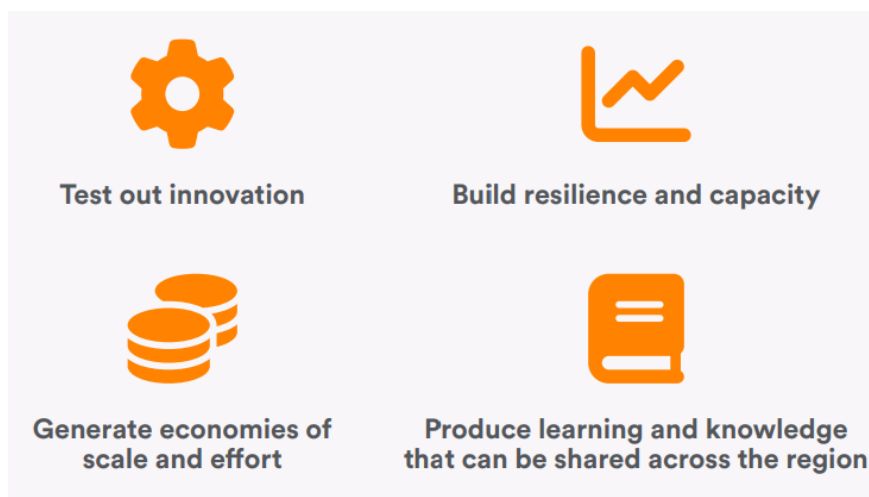 Test out innovation
Build resilience and capacity
Generate economies of
scale and effort
Produce learning and knowledge
that can be shared across the region